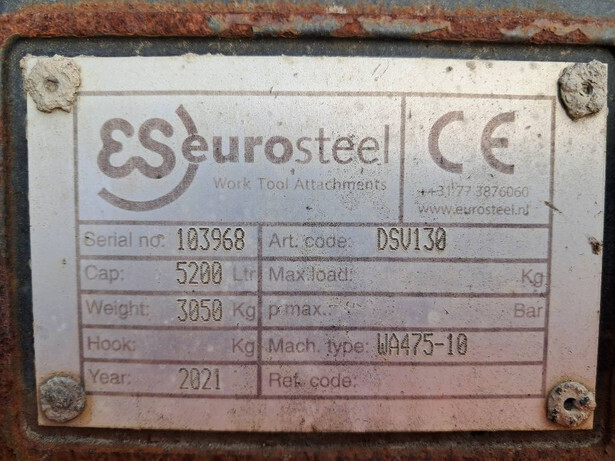 ES eurosteel
Work Tool Attachments
CE
+31 77 3876060
www.eurosteel.nl
Serial no: 103968 Art. code: DSV130
Cap: 5200 Ltr Max.load: Kg
Weight: 3050 Kg p max.: Bar
Hook: Kg Mach. type: WA475-10
Year: 2021 Ref. code: